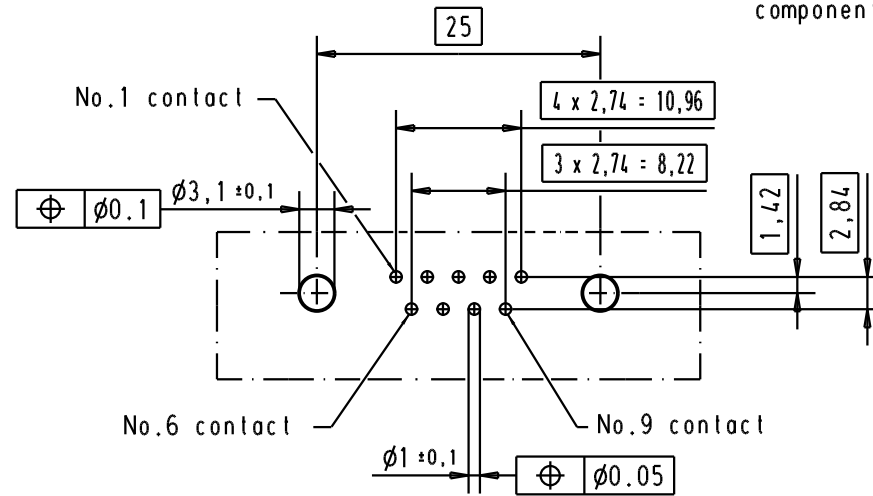 componen
25
No.1 contact
4 x 2,74 = 10,96
3 x 2,74 = 8,22
⌖ ø0.1
ø3,1 ±0,1
1,42
2,84
No.6 contact
No.9 contact
ø1 ±0,1
⌖ ø0.05